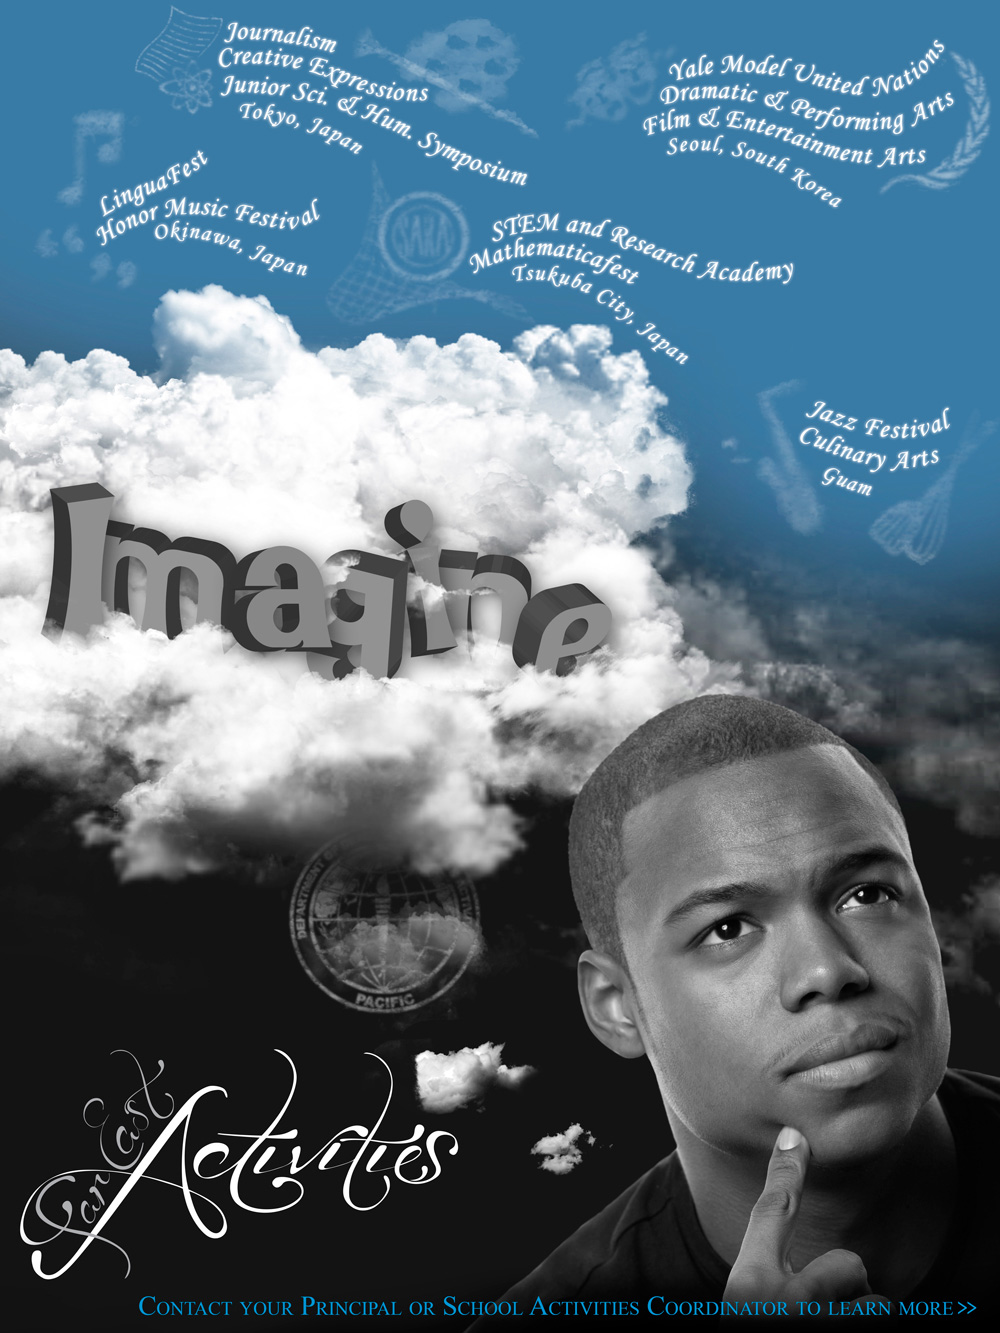 Journalism
Creative Expressions
Junior Sci. & Hum. Symposium
Tokyo, Japan
Yale Model United Nations
Dramatic & Performing Arts
Film & Entertainment Arts
Seoul, South Korea
LinguaFest
Honor Music Festival
Okinawa, Japan
STEM and Research Academy
Mathematicafest
Tsukuba City, Japan
Jazz Festival
Culinary Arts
Guam
Imagine
DEPARTMENT
PACIFIC
Far East
Activities
Contact your Principal or School Activities Coordinator to learn more >>